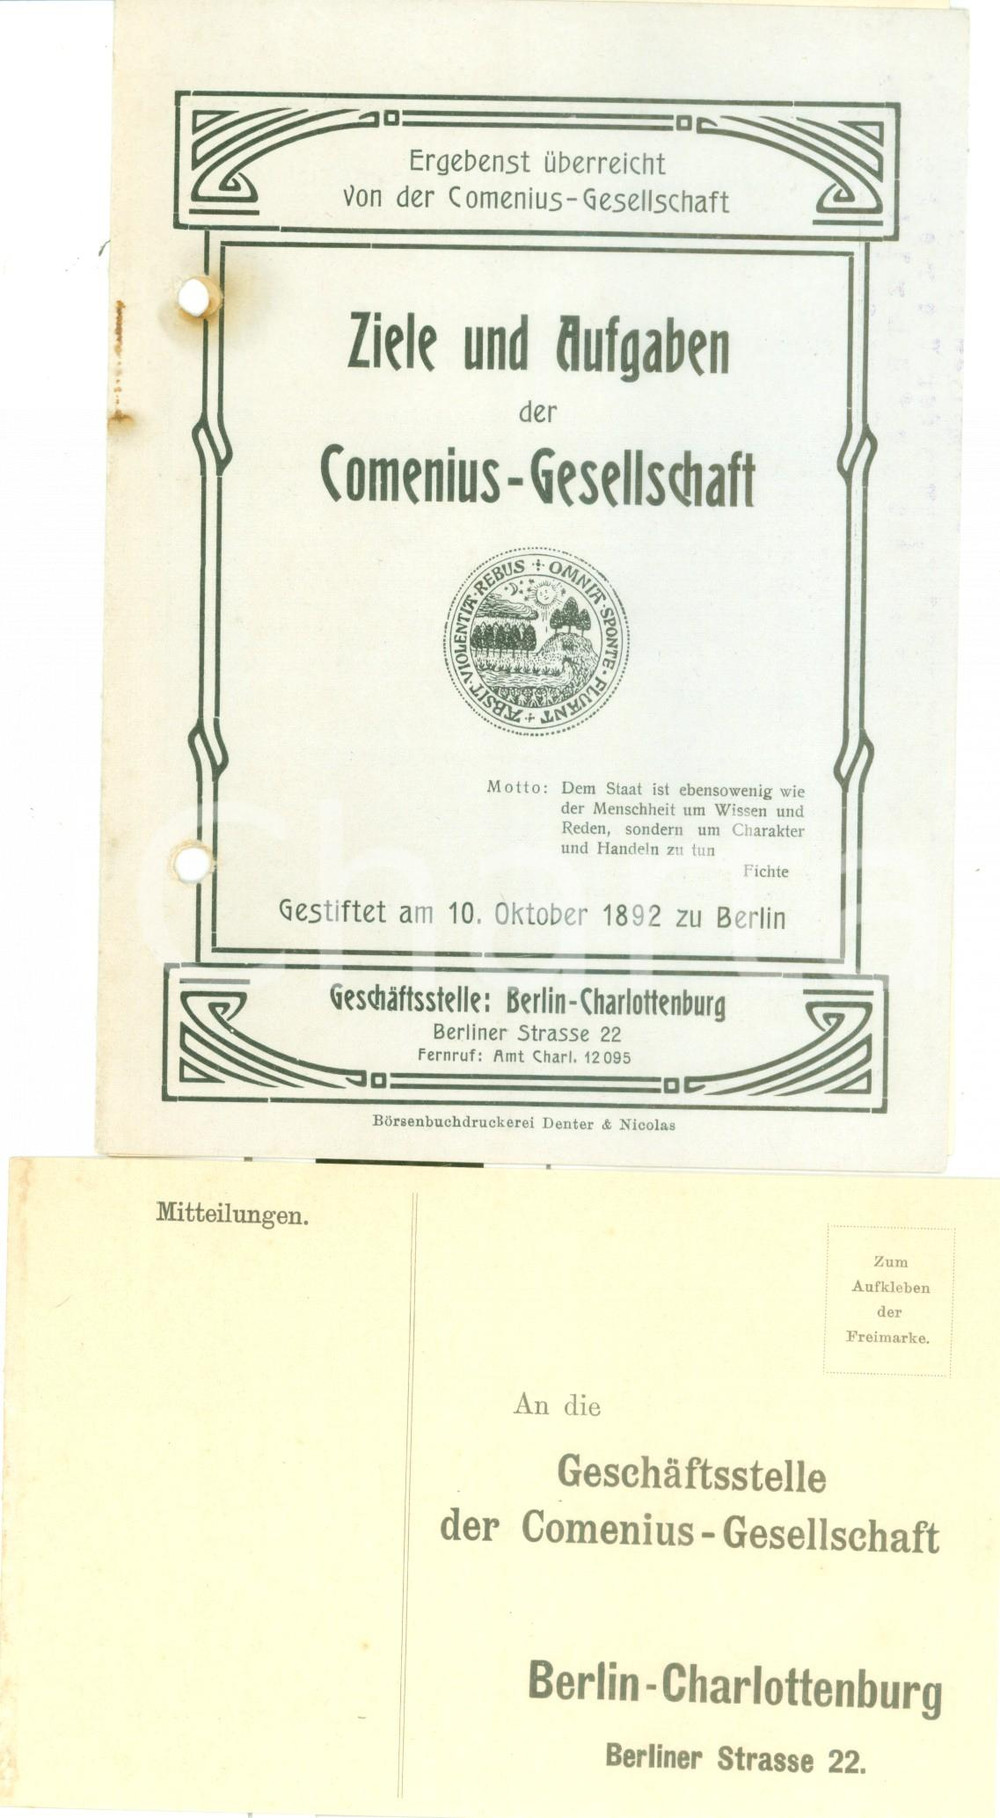 Ergebenst überreicht
von der Comenius-Gesellschaft
Ziele und Aufgaben
der
Comenius-Gesellschaft
OMNIA · SPONTE · FLUANT + ABSIT · VIOLENTIA · REBUS +
Motto: Dem Staat ist ebensowenig wie
der Menschheit um Wissen und
Reden, sondern um Charakter
und Handeln zu tun
Fichte
Gestiftet am 10. Oktober 1892 zu Berlin
Geschäftsstelle: Berlin-Charlottenburg
Berliner Strasse 22
Fernruf: Amt Charl. 12095
Börsenbuchdruckerei Denter & Nicolas
Mitteilungen.
Zum
Aufkleben
der
Freimarke.
An die
Geschäftsstelle
der Comenius-Gesellschaft
Berlin-Charlottenburg
Berliner Strasse 22.